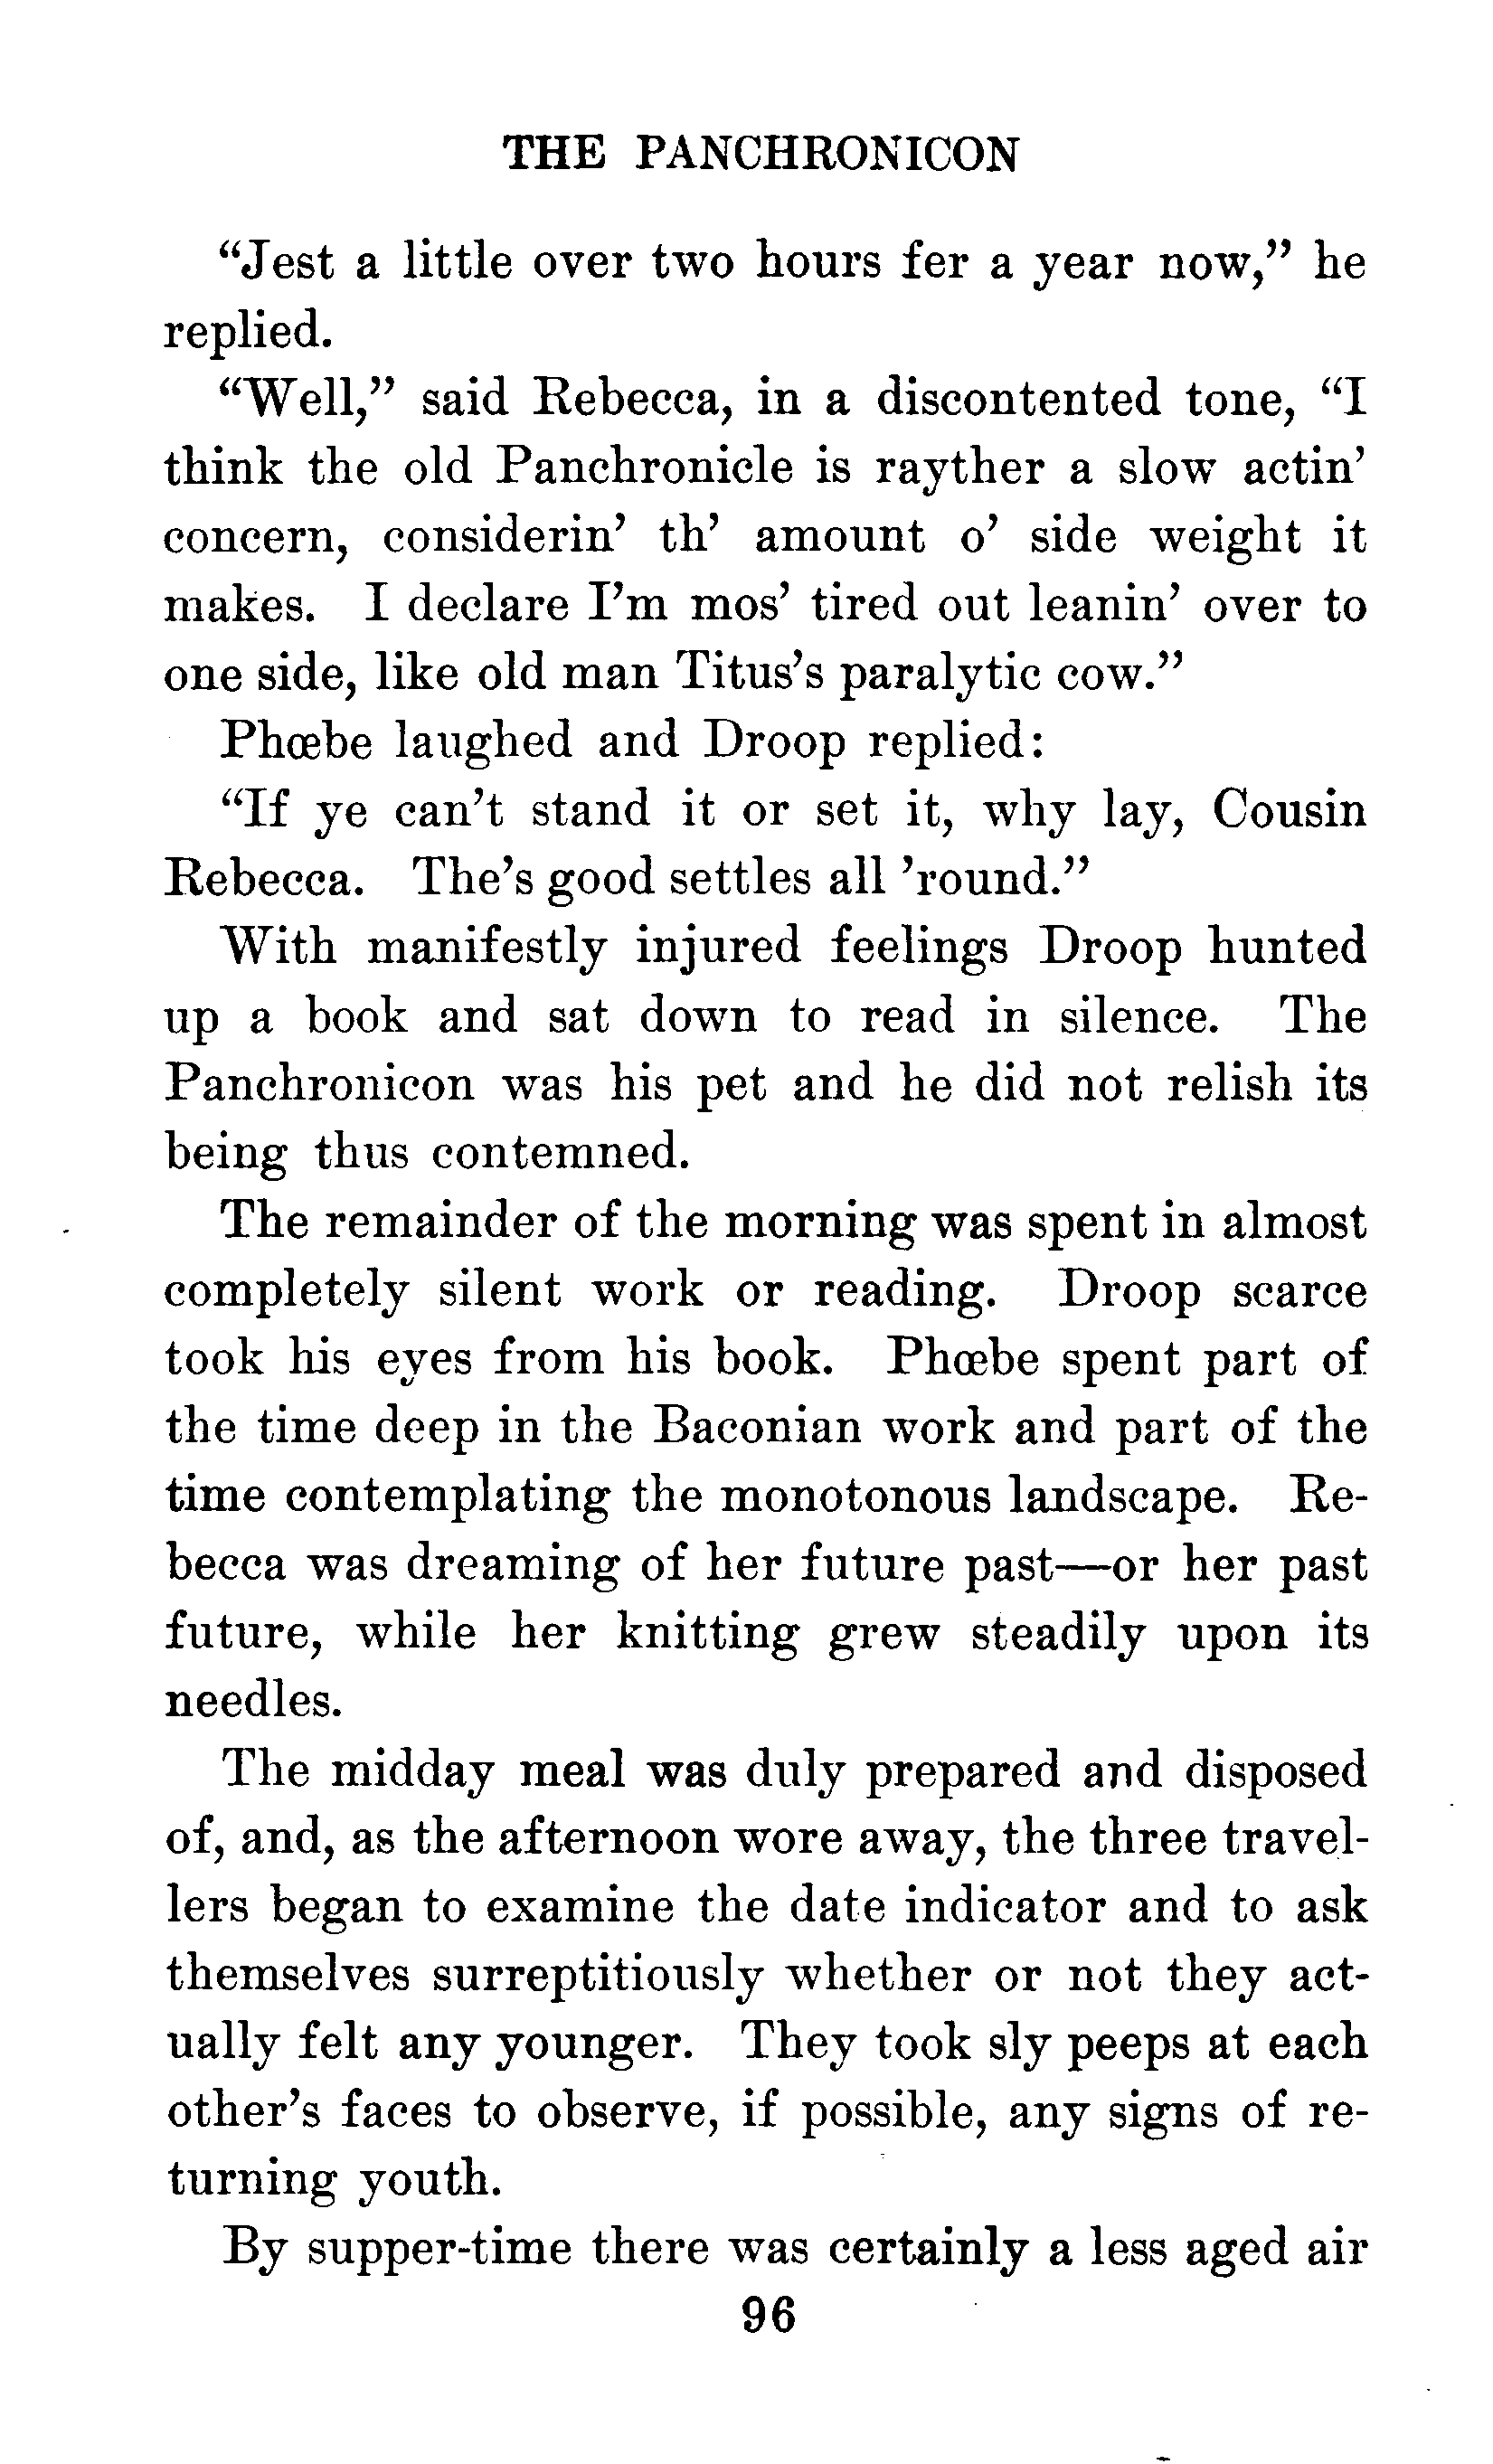 THE PANCHRONICON
“Jest a little over two hours fer a year now,” he
replied.
“Well,” said Rebecca, in a discontented tone, “I
think the old Panchronicle is rayther a slow actin’
concern, considerin’ th’ amount o’ side weight it
makes. I declare I’m mos’ tired out leanin’ over to
one side, like old man Titus’s paralytic cow.”
Phœbe laughed and Droop replied:
“If ye can’t stand it or set it, why lay, Cousin
Rebecca. The’s good settles all ’round.”
With manifestly injured feelings Droop hunted
up a book and sat down to read in silence. The
Panchronicon was his pet and he did not relish its
being thus contemned.
The remainder of the morning was spent in almost
completely silent work or reading. Droop scarce
took his eyes from his book. Phœbe spent part of
the time deep in the Baconian work and part of the
time contemplating the monotonous landscape. Re-
becca was dreaming of her future past—or her past
future, while her knitting grew steadily upon its
needles.
The midday meal was duly prepared and disposed
of, and, as the afternoon wore away, the three travel-
lers began to examine the date indicator and to ask
themselves surreptitiously whether or not they act-
ually felt any younger. They took sly peeps at each
other’s faces to observe, if possible, any signs of re-
turning youth.
By supper-time there was certainly a less aged air
96